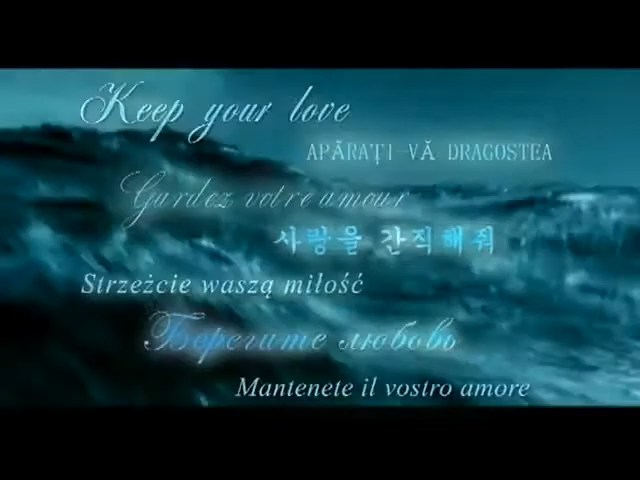 Keep your love
APĂRAŢI-VĂ DRAGOSTEA
Gardez votre amour
사랑을 간직해줘
Strzeżcie waszą miłość
Берегите любовь
Mantenete il vostro amore